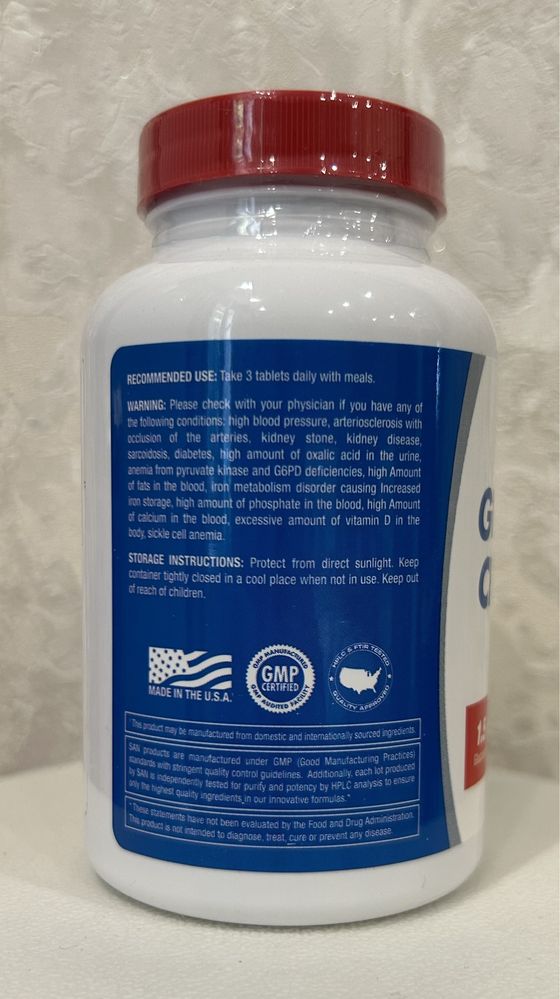 RECOMMENDED USE: Take 3 tablets daily with meals.
WARNING: Please check with your physician if you have any of
the following conditions: high blood pressure, arteriosclerosis with
occlusion of the arteries, kidney stone, kidney disease,
sarcoidosis, diabetes, high amount of oxalic acid in the urine,
anemia from pyruvate kinase and G6PD deficiencies, high Amount
of fats in the blood, iron metabolism disorder causing Increased
iron storage, high amount of phosphate in the blood, high Amount
of calcium in the blood, excessive amount of vitamin D in the
body, sickle cell anemia.
STORAGE INSTRUCTIONS: Protect from direct sunlight. Keep
container tightly closed in a cool place when not in use. Keep out
of reach of children.
MADE IN THE U.S.A.*
GMP MANUFACTURED
GMP
CERTIFIED
GMP AUDITED FACILITY
HPLC & FTIR TESTED
QUALITY APPROVED
* This product may be manufactured from domestic and internationally sourced ingredients.
SAN products are manufactured under GMP (Good Manufacturing Practices)
standards with stringent quality control guidelines. Additionally, each lot produced
by SAN is independently tested for purity and potency by HPLC analysis to ensure
only the highest quality ingredients in our innovative formulas.*
* These statements have not been evaluated by the Food and Drug Administration.
This product is not intended to diagnose, treat, cure or prevent any disease.
G